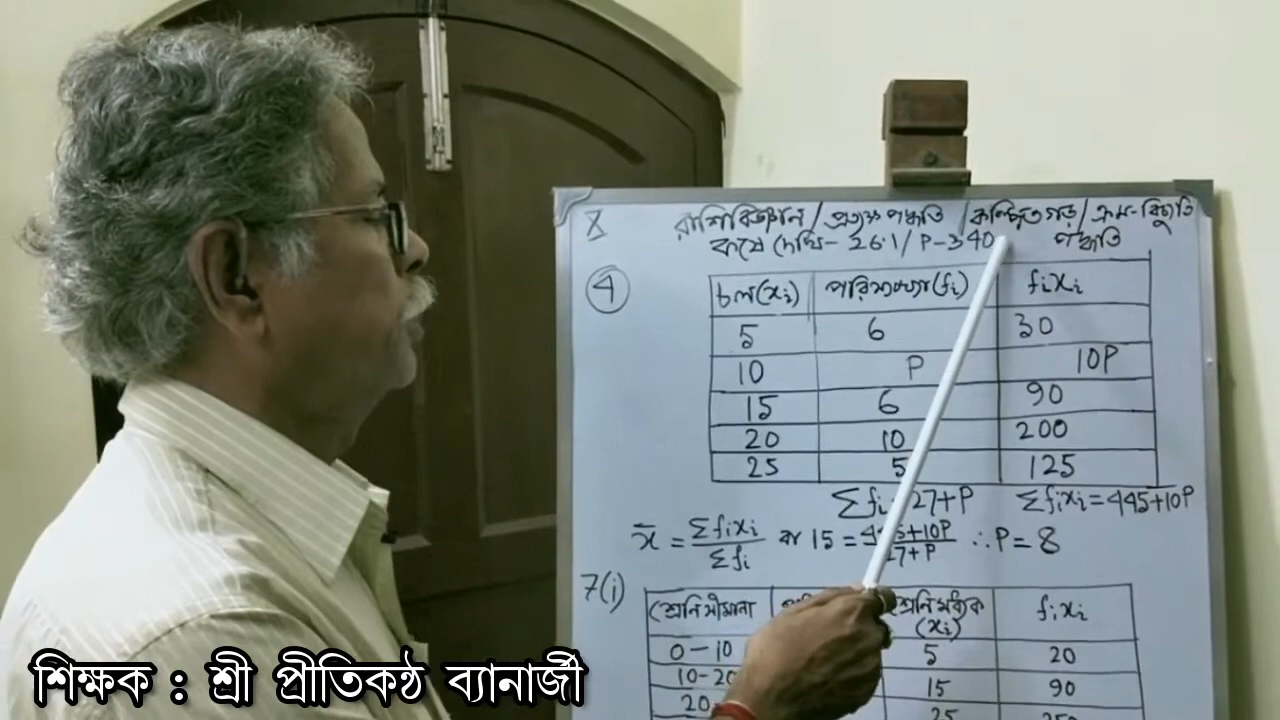 8 রাশিবিজ্ঞান / প্রত্যক্ষ পদ্ধতি / কল্পিত গড় / ক্রম-বিচ্যুতি
কষে দেখি- 26.1 / P-340 পদ্ধতি
4
চল(xᵢ) পরিসংখ্যা(fᵢ) fᵢxᵢ
5 6 30
10 P 10P
15 6 90
20 10 200
25 5 125
Σfᵢ 27+P Σfᵢxᵢ = 445+10P
x̄ = Σfᵢxᵢ / Σfᵢ বা 15 = 445+10P / 27+P ∴ P = 8
7(i)
শ্রেণি সীমানা শ্রেণি মধ্যক (xᵢ) fᵢxᵢ
0-10 5 20
10-20 15 90
20 25
শিক্ষক : শ্রী প্রীতিকণ্ঠ ব্যানার্জী